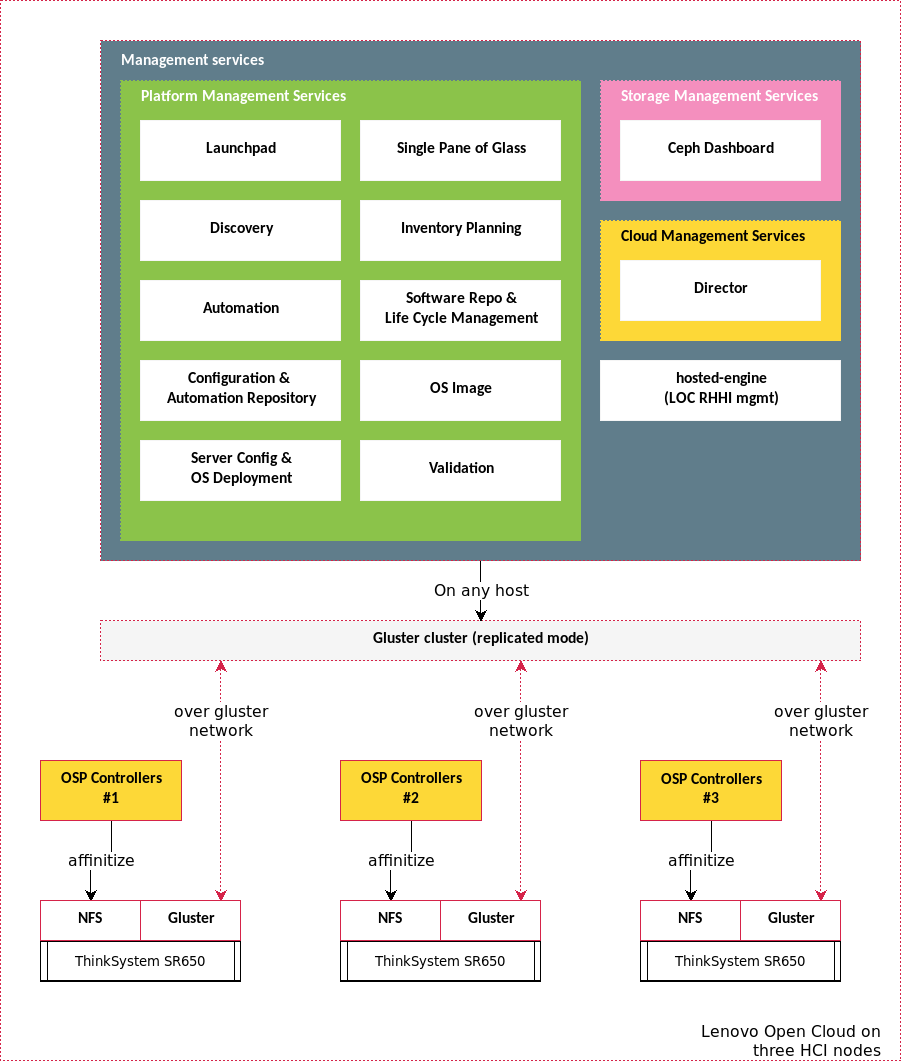 Management services
Platform Management Services
Storage Management Services
Launchpad
Single Pane of Glass
Ceph Dashboard
Discovery
Inventory Planning
Cloud Management Services
Director
Automation
Software Repo &
Life Cycle Management
Configuration &
Automation Repository
OS Image
hosted-engine
(LOC RHHI mgmt)
Server Config &
OS Deployment
Validation
On any host
Gluster cluster (replicated mode)
over gluster
network
over gluster
network
over gluster
network
OSP Controllers
#1
OSP Controllers
#2
OSP Controllers
#3
affinitize
affinitize
affinitize
NFS
Gluster
NFS
Gluster
NFS
Gluster
ThinkSystem SR650
ThinkSystem SR650
ThinkSystem SR650
Lenovo Open Cloud on
three HCI nodes